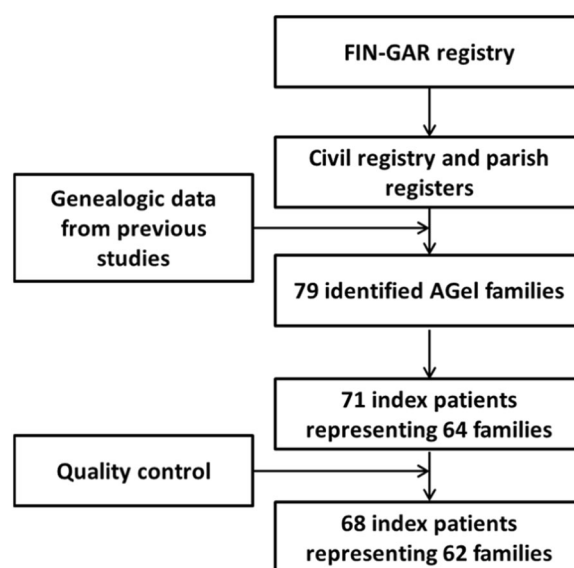 FIN-GAR registry
Civil registry and parish
registers
Genealogic data
from previous
studies
79 identified AGel families
71 index patients
representing 64 families
Quality control
68 index patients
representing 62 families